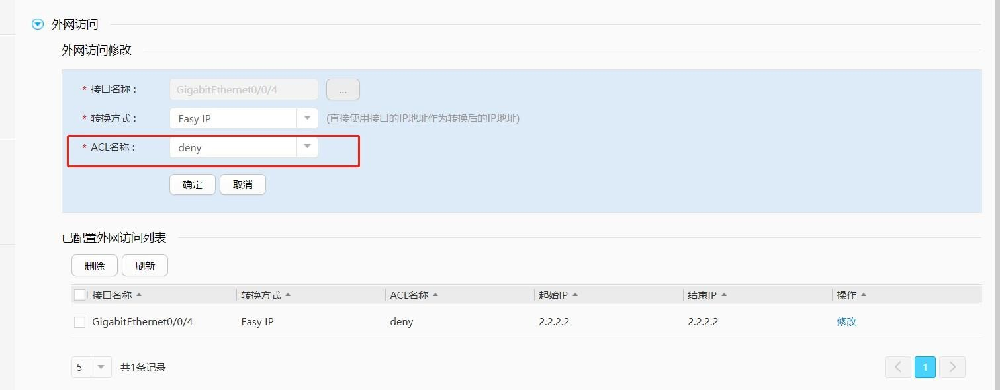 外网访问
外网访问修改
* 接口名称： GigabitEthernet0/0/4 ...
* 转换方式： Easy IP (直接使用接口的IP地址作为转换后的IP地址)
* ACL名称： deny
确定 取消
已配置外网访问列表
删除 刷新
接口名称 转换方式 ACL名称 起始IP 结束IP 操作
GigabitEthernet0/0/4 Easy IP deny 2.2.2.2 2.2.2.2 修改
5 共1条记录 1